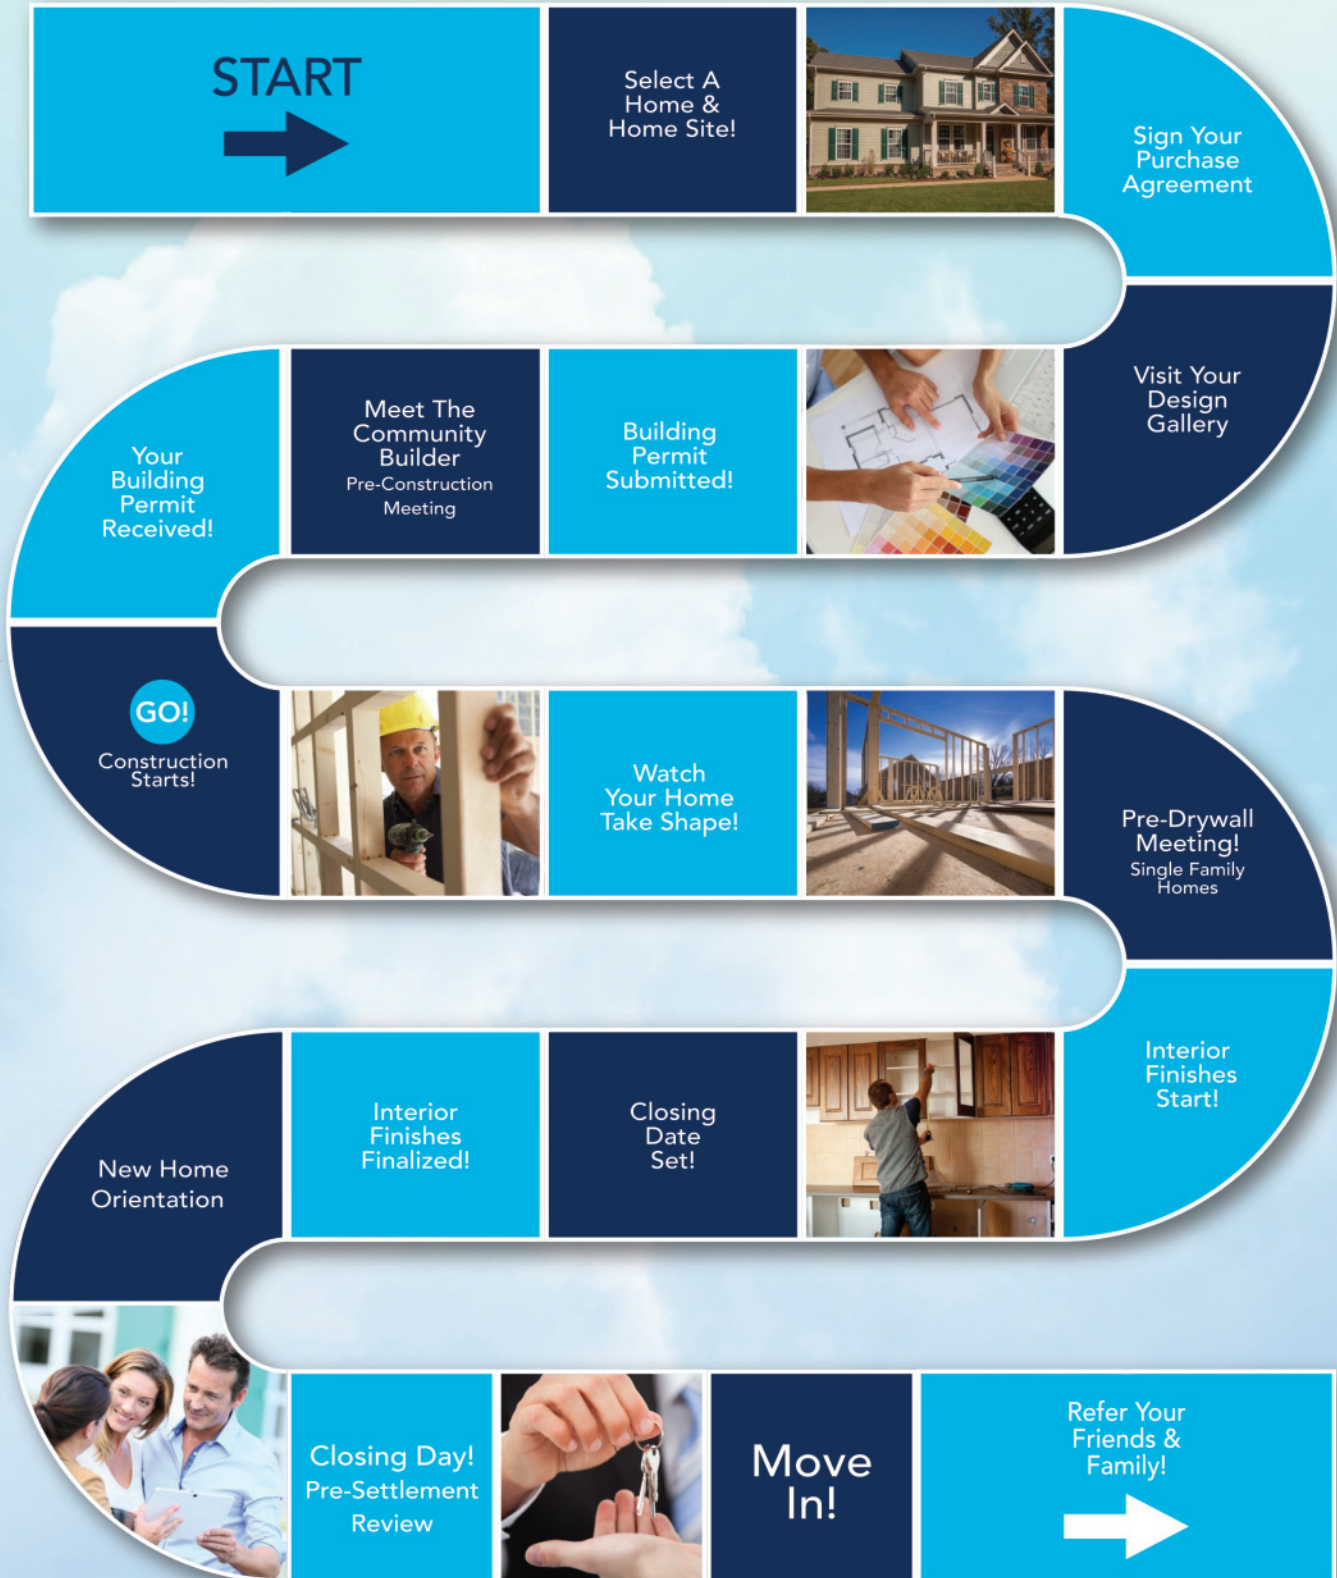 START
Select A
Home &
Home Site!
Sign Your
Purchase
Agreement
Visit Your
Design
Gallery
Building
Permit
Submitted!
Meet The
Community
Builder
Pre-Construction
Meeting
Your
Building
Permit
Received!
GO!
Construction
Starts!
Watch
Your Home
Take Shape!
Pre-Drywall
Meeting!
Single Family
Homes
Interior
Finishes
Start!
Closing
Date
Set!
Interior
Finishes
Finalized!
New Home
Orientation
Closing Day!
Pre-Settlement
Review
Move
In!
Refer Your
Friends &
Family!